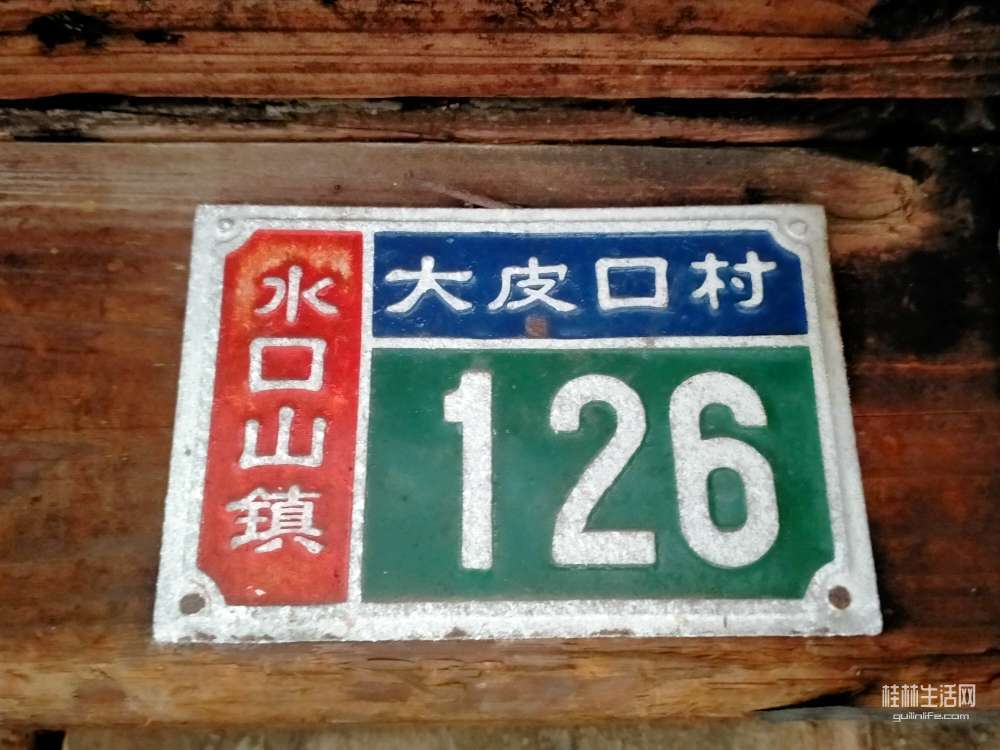 水口山鎮
大皮口村
126
桂林生活网
guilinlife.com